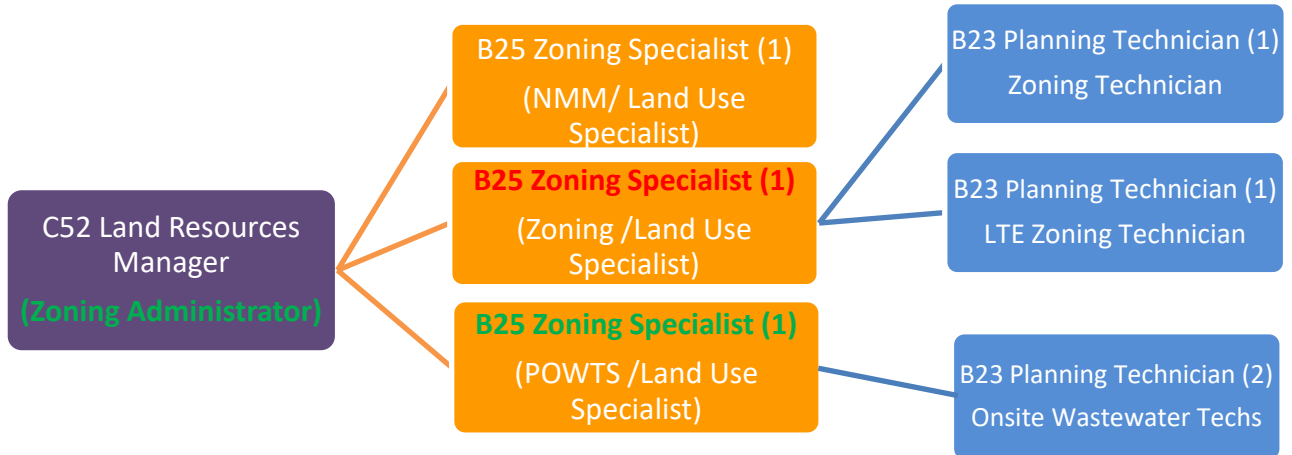 C52 Land Resources
Manager
(Zoning Administrator)
B25 Zoning Specialist (1)
(NMM/ Land Use
Specialist)
B25 Zoning Specialist (1)
(Zoning /Land Use
Specialist)
B25 Zoning Specialist (1)
(POWTS /Land Use
Specialist)
B23 Planning Technician (1)
Zoning Technician
B23 Planning Technician (1)
LTE Zoning Technician
B23 Planning Technician (2)
Onsite Wastewater Techs